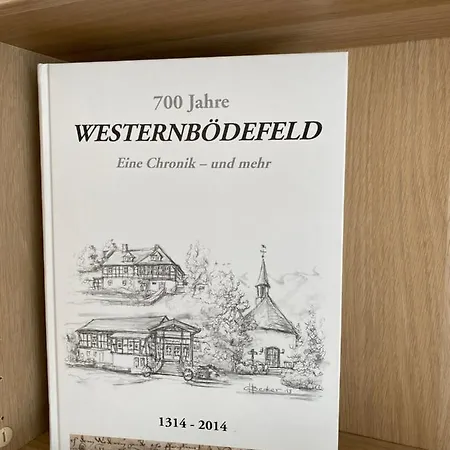 700 Jahre
WESTERNBÖDEFELD
Eine Chronik – und mehr
1314 - 2014